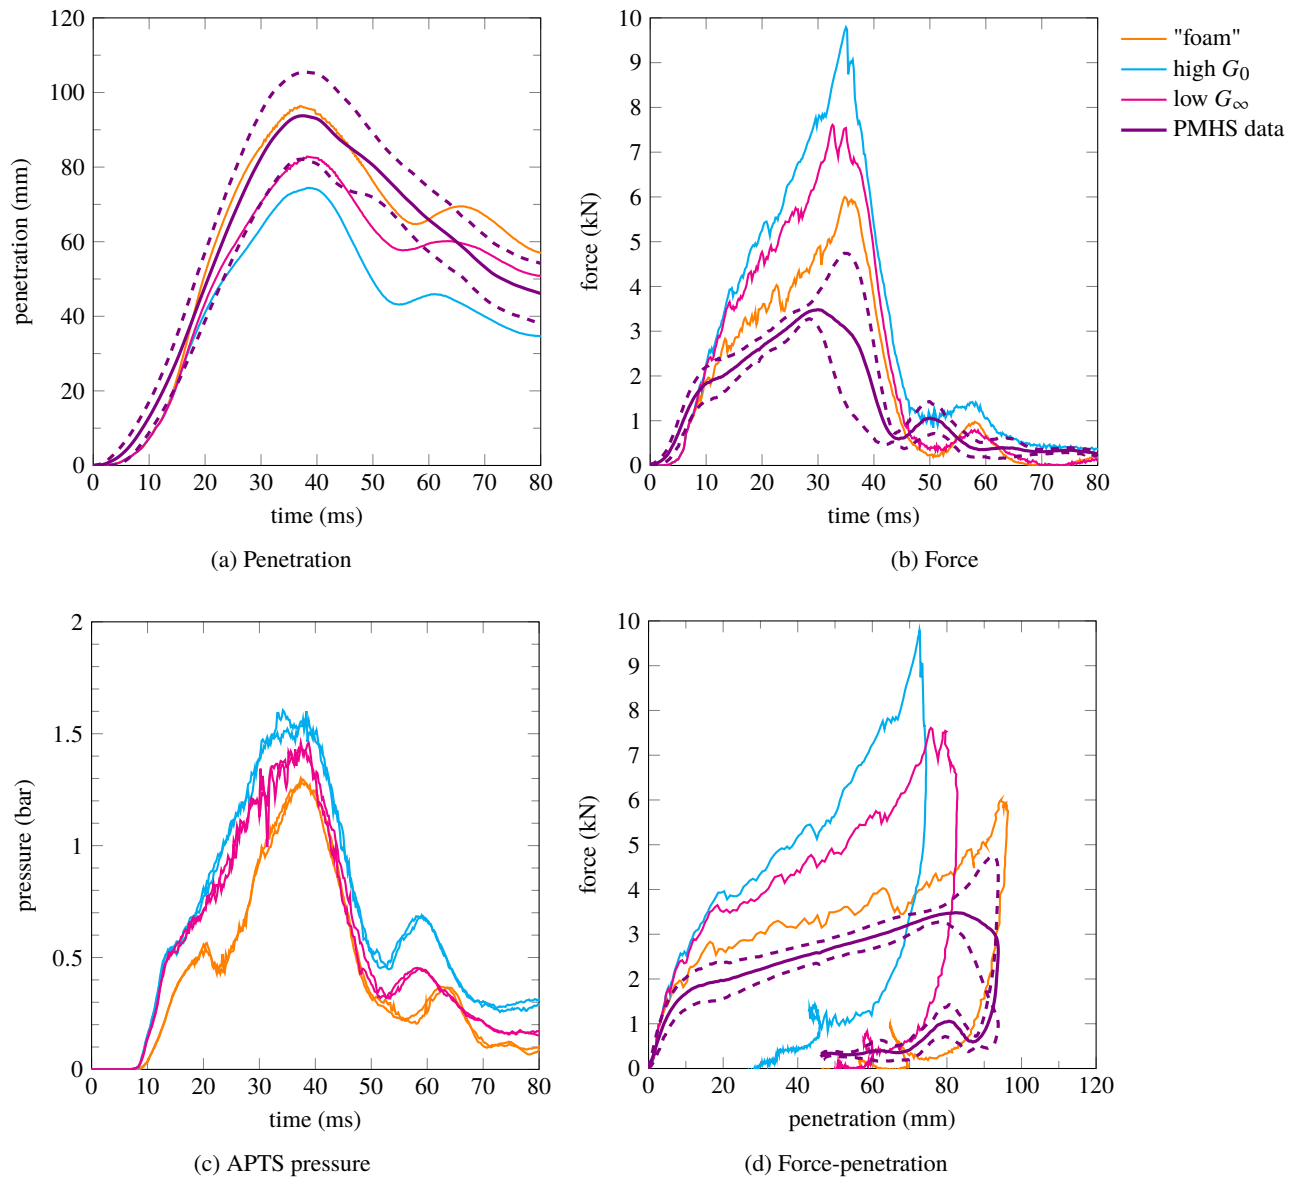 120
100
80
60
40
20
0
penetration (mm)
0 10 20 30 40 50 60 70 80
time (ms)
(a) Penetration
10
9
8
7
6
5
4
3
2
1
0
force (kN)
0 10 20 30 40 50 60 70 80
time (ms)
(b) Force
"foam"
high G₀
low G∞
PMHS data
2
1.5
1
0.5
0
pressure (bar)
0 10 20 30 40 50 60 70 80
time (ms)
(c) APTS pressure
10
9
8
7
6
5
4
3
2
1
0
force (kN)
0 20 40 60 80 100 120
penetration (mm)
(d) Force-penetration